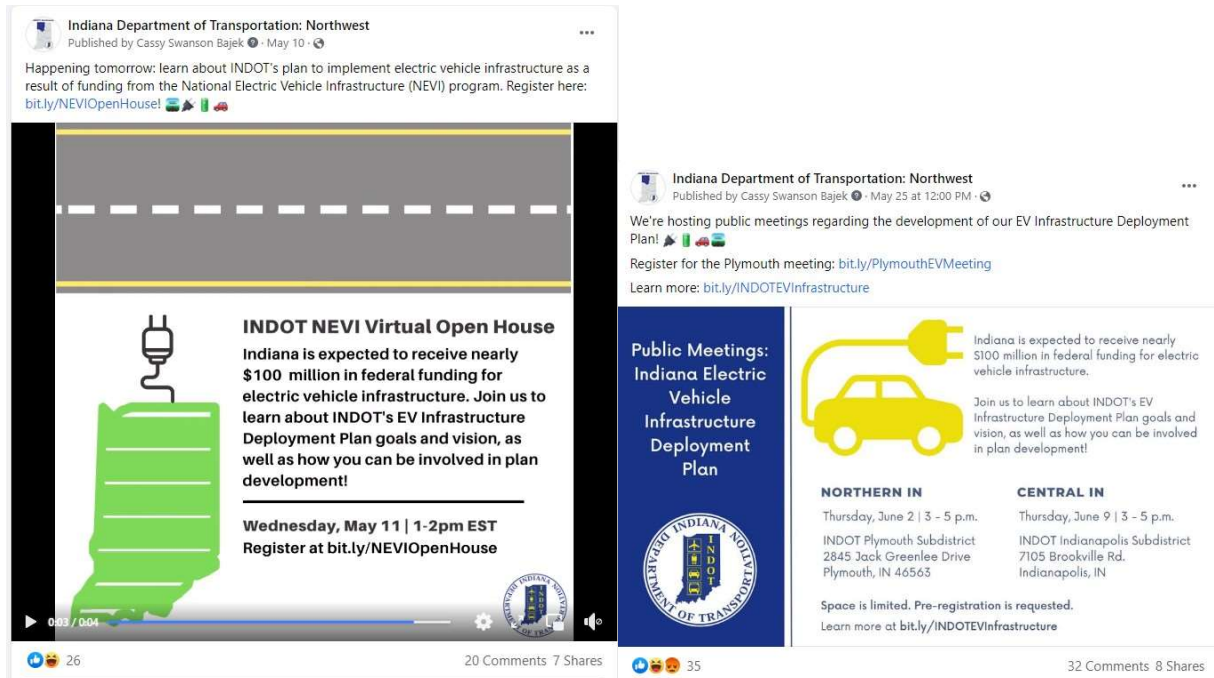 Indiana Department of Transportation: Northwest
Published by Cassy Swanson Bajek · May 10 ·
Happening tomorrow: learn about INDOT's plan to implement electric vehicle infrastructure as a
result of funding from the National Electric Vehicle Infrastructure (NEVI) program. Register here:
bit.ly/NEVIOpenHouse!
INDOT NEVI Virtual Open House
Indiana is expected to receive nearly
$100 million in federal funding for
electric vehicle infrastructure. Join us to
learn about INDOT's EV Infrastructure
Deployment Plan goals and vision, as
well as how you can be involved in plan
development!
Wednesday, May 11 | 1-2pm EST
Register at bit.ly/NEVIOpenHouse
INDIANA
DEPARTMENT OF TRANSPORTATION
INDOT
0:03 / 0:04
26
20 Comments 7 Shares
Indiana Department of Transportation: Northwest
Published by Cassy Swanson Bajek · May 25 at 12:00 PM ·
We're hosting public meetings regarding the development of our EV Infrastructure Deployment
Plan!
Register for the Plymouth meeting: bit.ly/PlymouthEVMeeting
Learn more: bit.ly/INDOTEVInfrastructure
Public Meetings:
Indiana Electric
Vehicle
Infrastructure
Deployment
Plan
INDIANA
DEPARTMENT OF TRANSPORTATION
INDOT
Indiana is expected to receive nearly
$100 million in federal funding for electric
vehicle infrastructure.
Join us to learn about INDOT's EV
Infrastructure Deployment Plan goals and
vision, as well as how you can be involved
in plan development!
NORTHERN IN
Thursday, June 2 | 3 - 5 p.m.
INDOT Plymouth Subdistrict
2845 Jack Greenlee Drive
Plymouth, IN 46563
CENTRAL IN
Thursday, June 9 | 3 - 5 p.m.
INDOT Indianapolis Subdistrict
7105 Brookville Rd.
Indianapolis, IN
Space is limited. Pre-registration is requested.
Learn more at bit.ly/INDOTEVInfrastructure
35
32 Comments 8 Shares